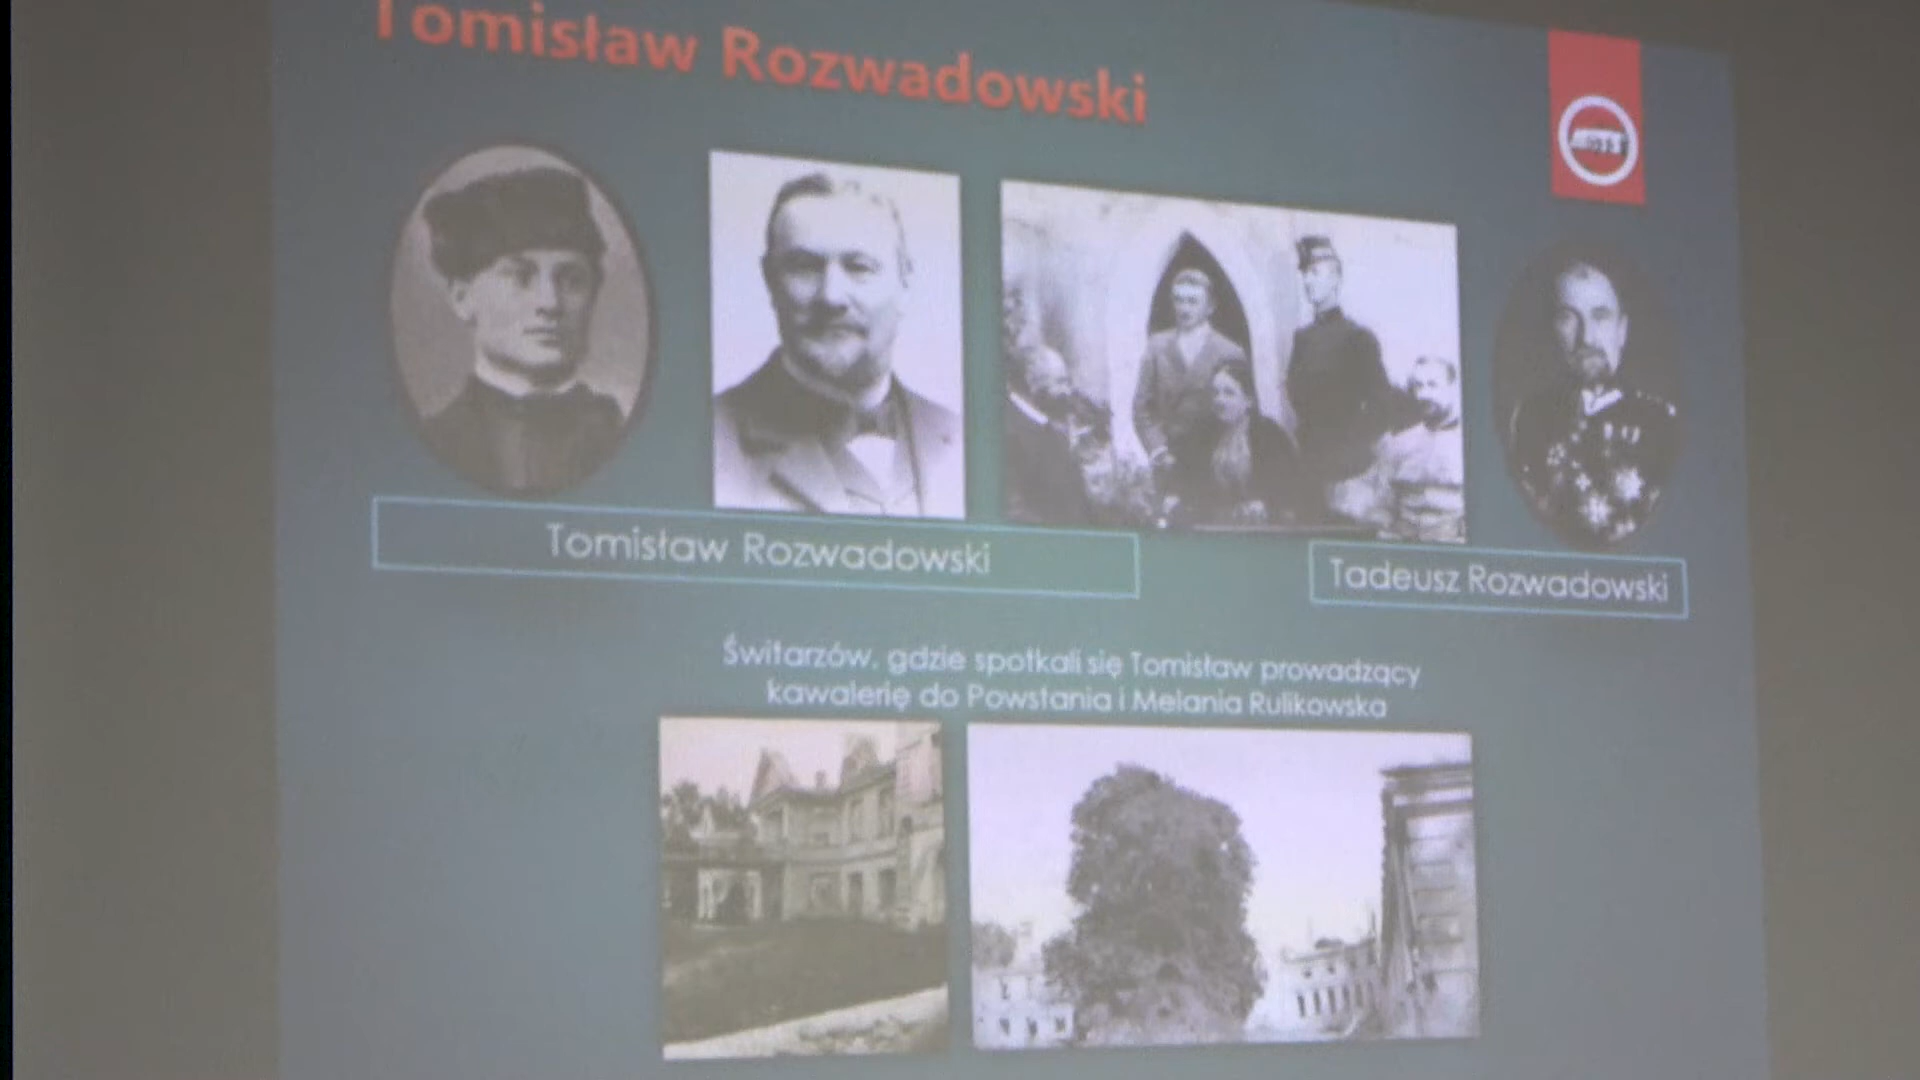 Tomisław Rozwadowski
Tomisław Rozwadowski
Tadeusz Rozwadowski
Świtarzów, gdzie spotkali się Tomisław prowadzący
kawalerię do Powstania i Melania Rulikowska